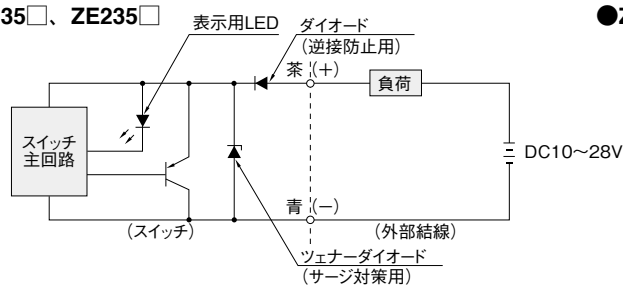 35□、ZE235□
●Z
表示用LED
ダイオード
(逆接防止用)
茶 (+)
負荷
スイッチ
主回路
DC10〜28V
青 (−)
(スイッチ)
(外部結線)
ツェナーダイオード
(サージ対策用)